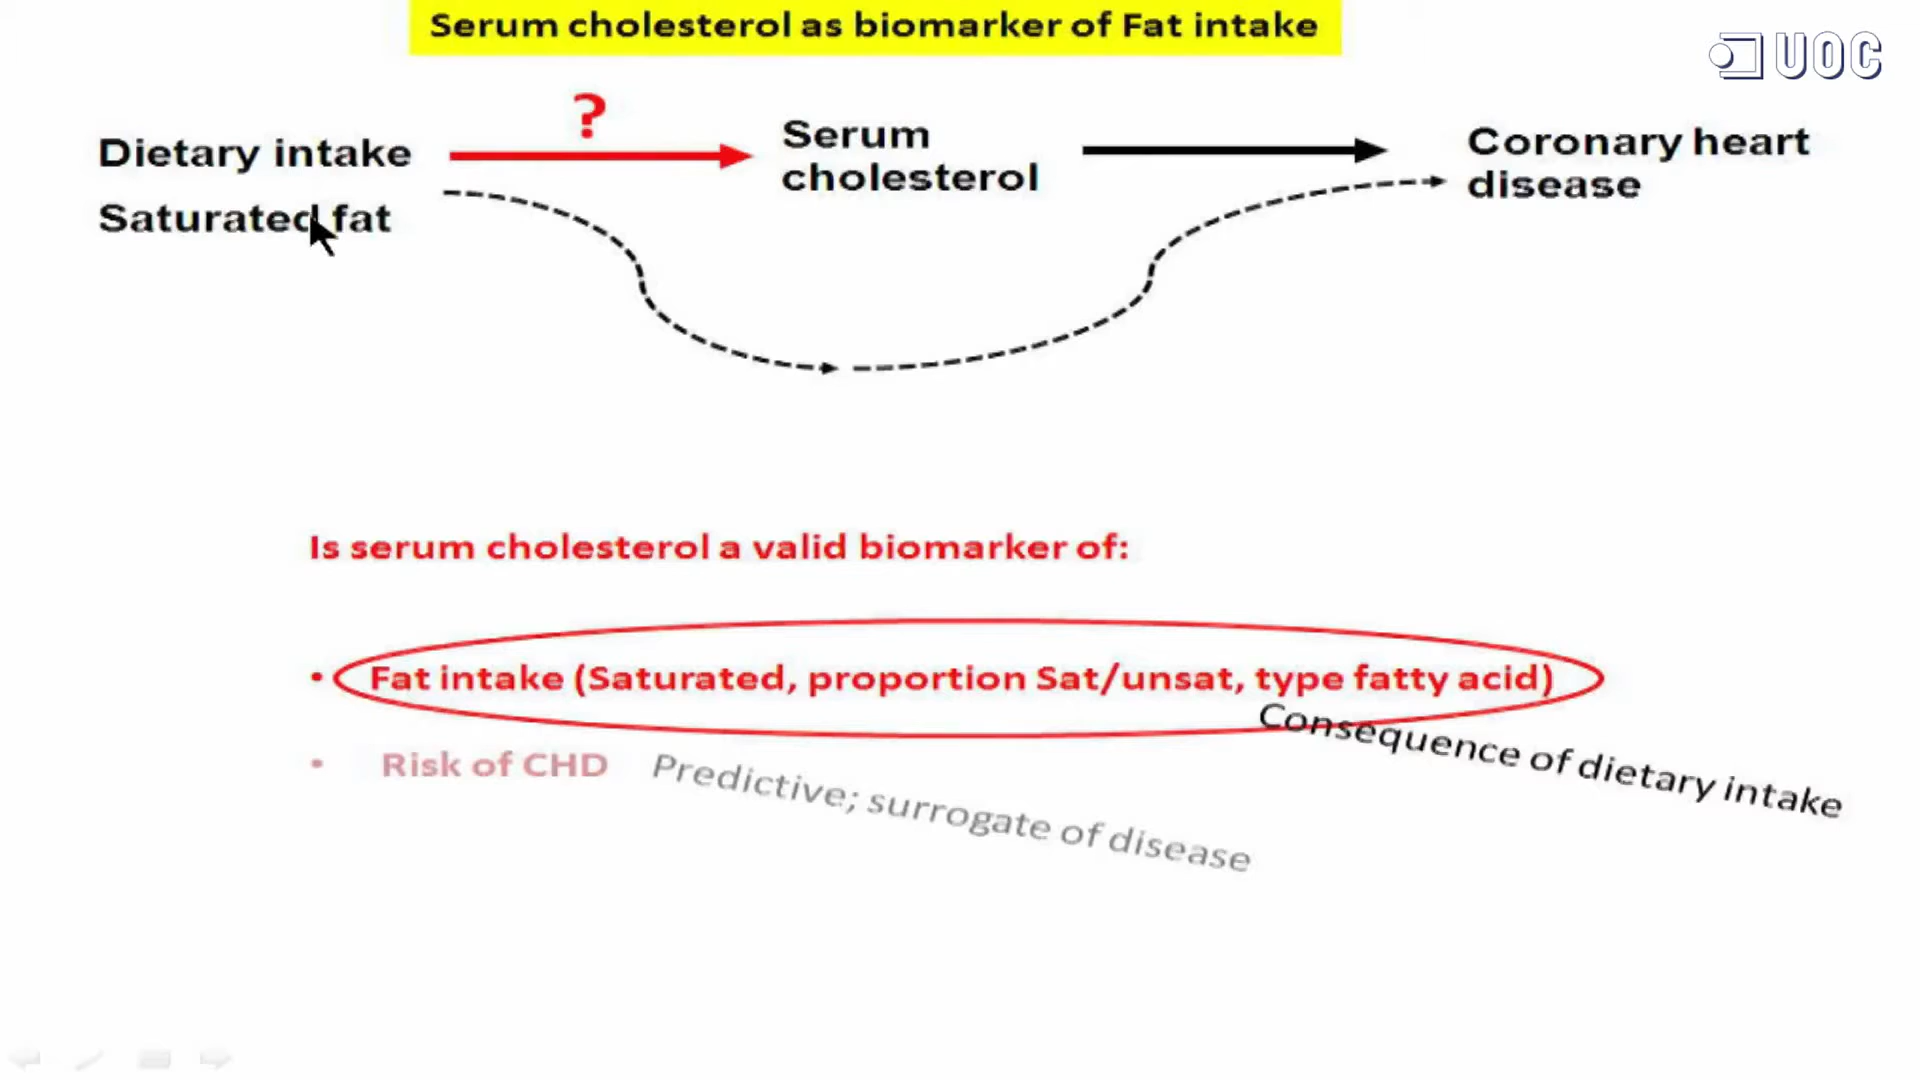 Serum cholesterol as biomarker of Fat intake
UOC
?
Dietary intake
Saturated fat
Serum
cholesterol
Coronary heart
disease
Is serum cholesterol a valid biomarker of:
• Fat intake (Saturated, proportion Sat/unsat, type fatty acid)
Consequence of dietary intake
• Risk of CHD
Predictive; surrogate of disease